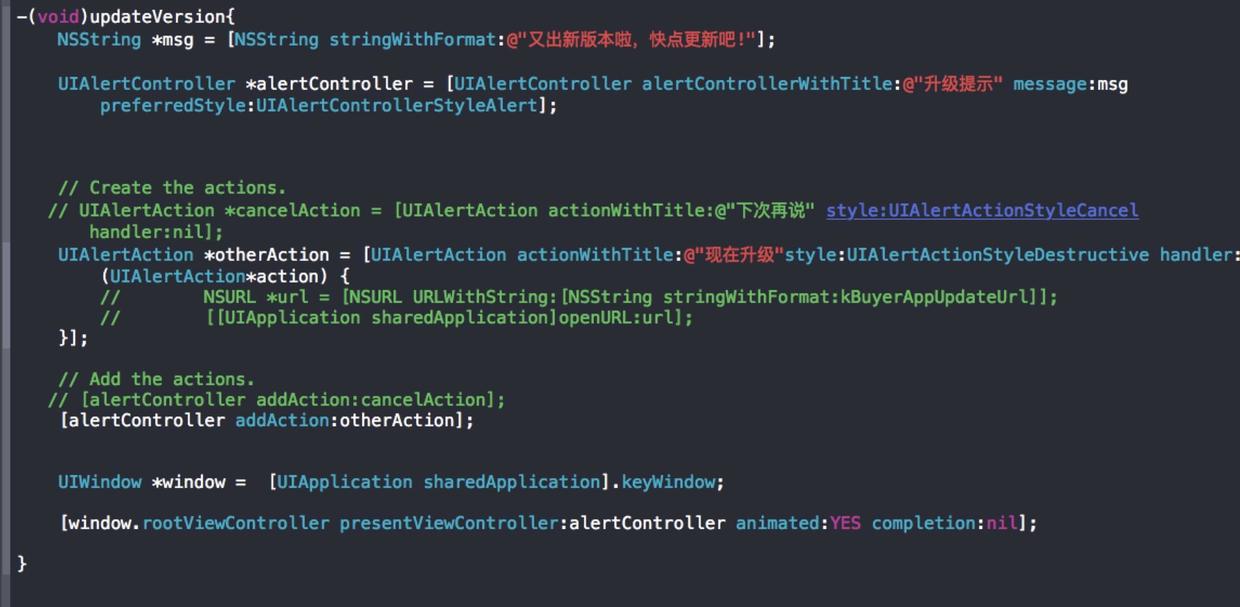 -(void)updateVersion{
NSString *msg = [NSString stringWithFormat:@"又出新版本啦，快点更新吧!"];
UIAlertController *alertController = [UIAlertController alertControllerWithTitle:@"升级提示" message:msg
preferredStyle:UIAlertControllerStyleAlert];
// Create the actions.
// UIAlertAction *cancelAction = [UIAlertAction actionWithTitle:@"下次再说" style:UIAlertActionStyleCancel
handler:nil];
UIAlertAction *otherAction = [UIAlertAction actionWithTitle:@"现在升级"style:UIAlertActionStyleDestructive handler:
(UIAlertAction*action) {
// NSURL *url = [NSURL URLWithString:[NSString stringWithFormat:kBuyerAppUpdateUrl]];
// [[UIApplication sharedApplication]openURL:url];
}];
// Add the actions.
// [alertController addAction:cancelAction];
[alertController addAction:otherAction];
UIWindow *window = [UIApplication sharedApplication].keyWindow;
[window.rootViewController presentViewController:alertController animated:YES completion:nil];
}